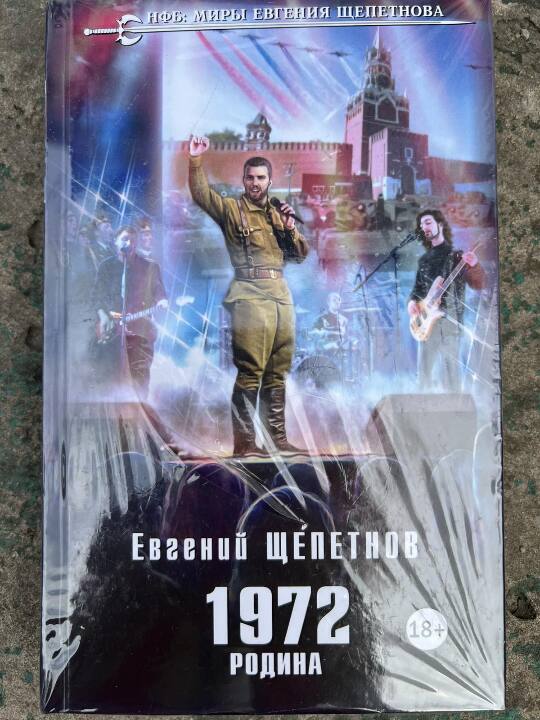 НФБ: МИРЫ ЕВГЕНИЯ ЩЕПЕТНОВА
Евгений ЩЕПЕТНОВ
1972
РОДИНА
18+